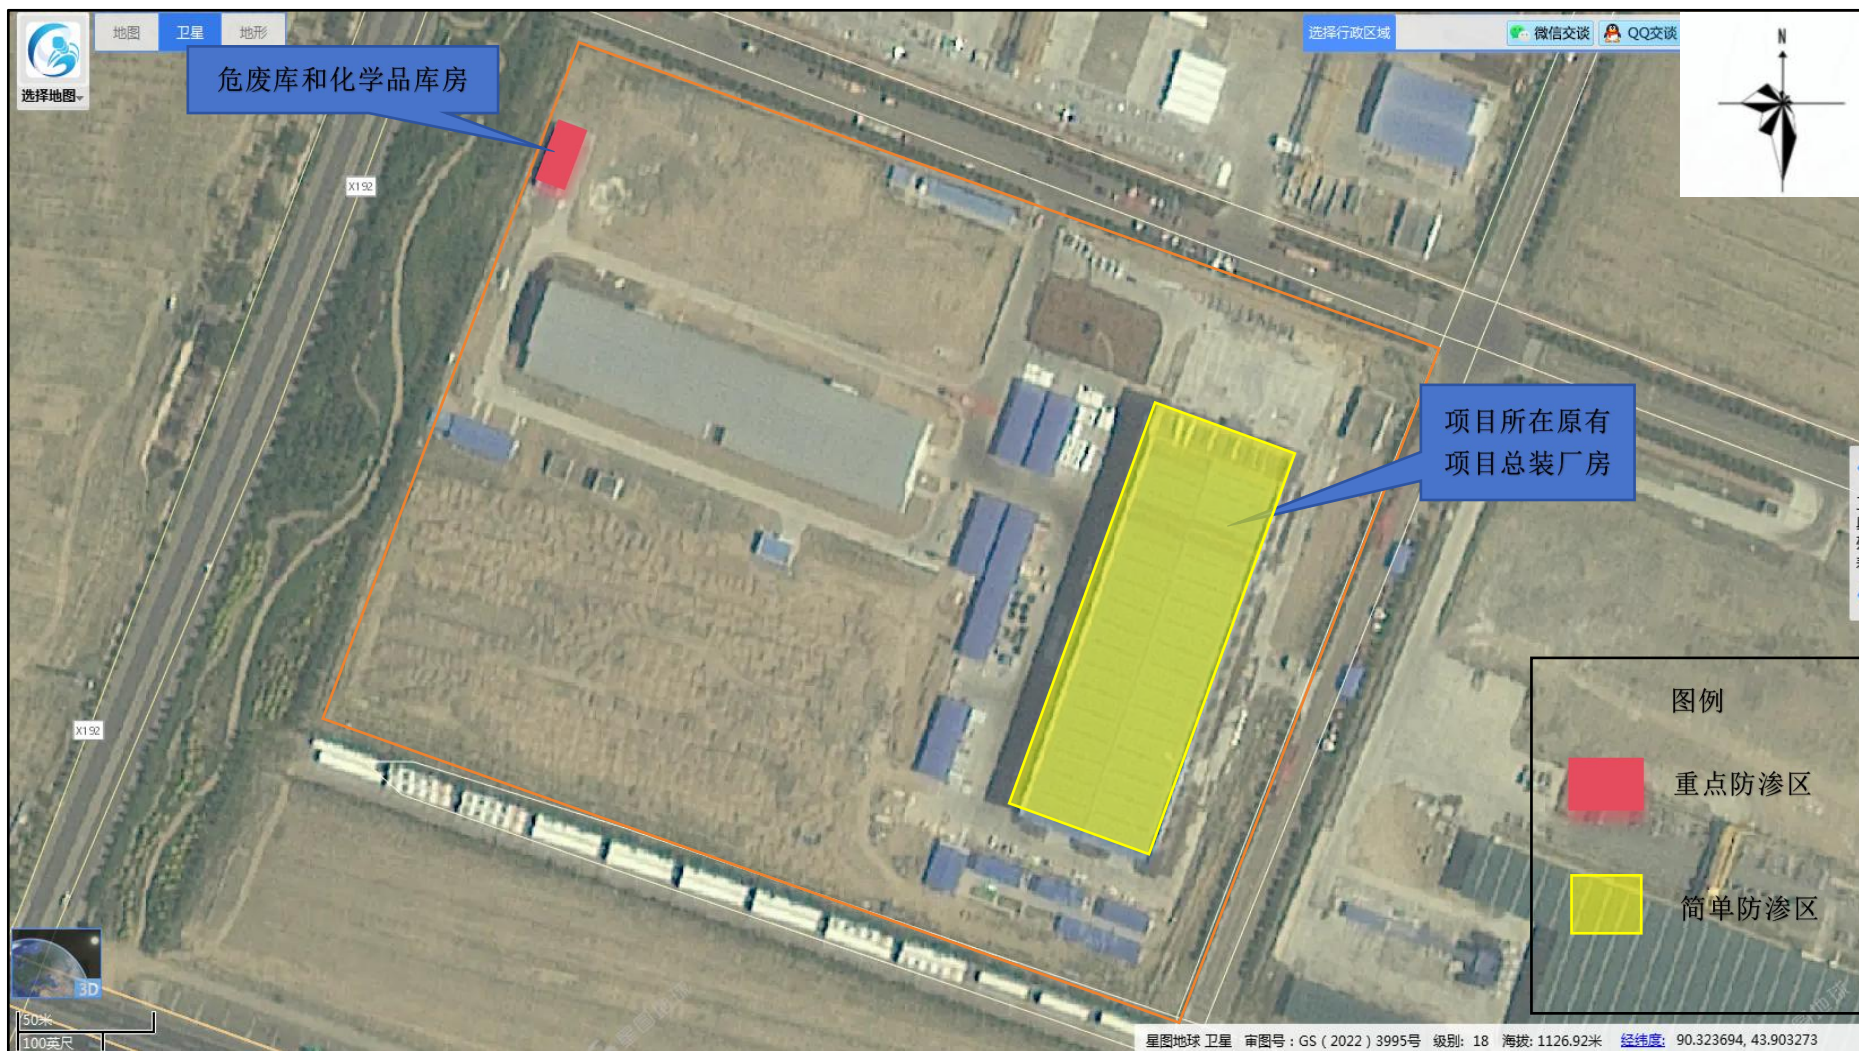 地图 卫星 地形
选择地图
选择行政区域
微信交谈
QQ交谈
N
危废库和化学品库房
X192
项目所在原有
项目总装厂房
X192
图例
重点防渗区
简单防渗区
3D
50米
100英尺
星图地球 卫星 审图号：GS（2022）3995号 级别: 18 海拔: 1126.92米 经纬度: 90.323694, 43.903273